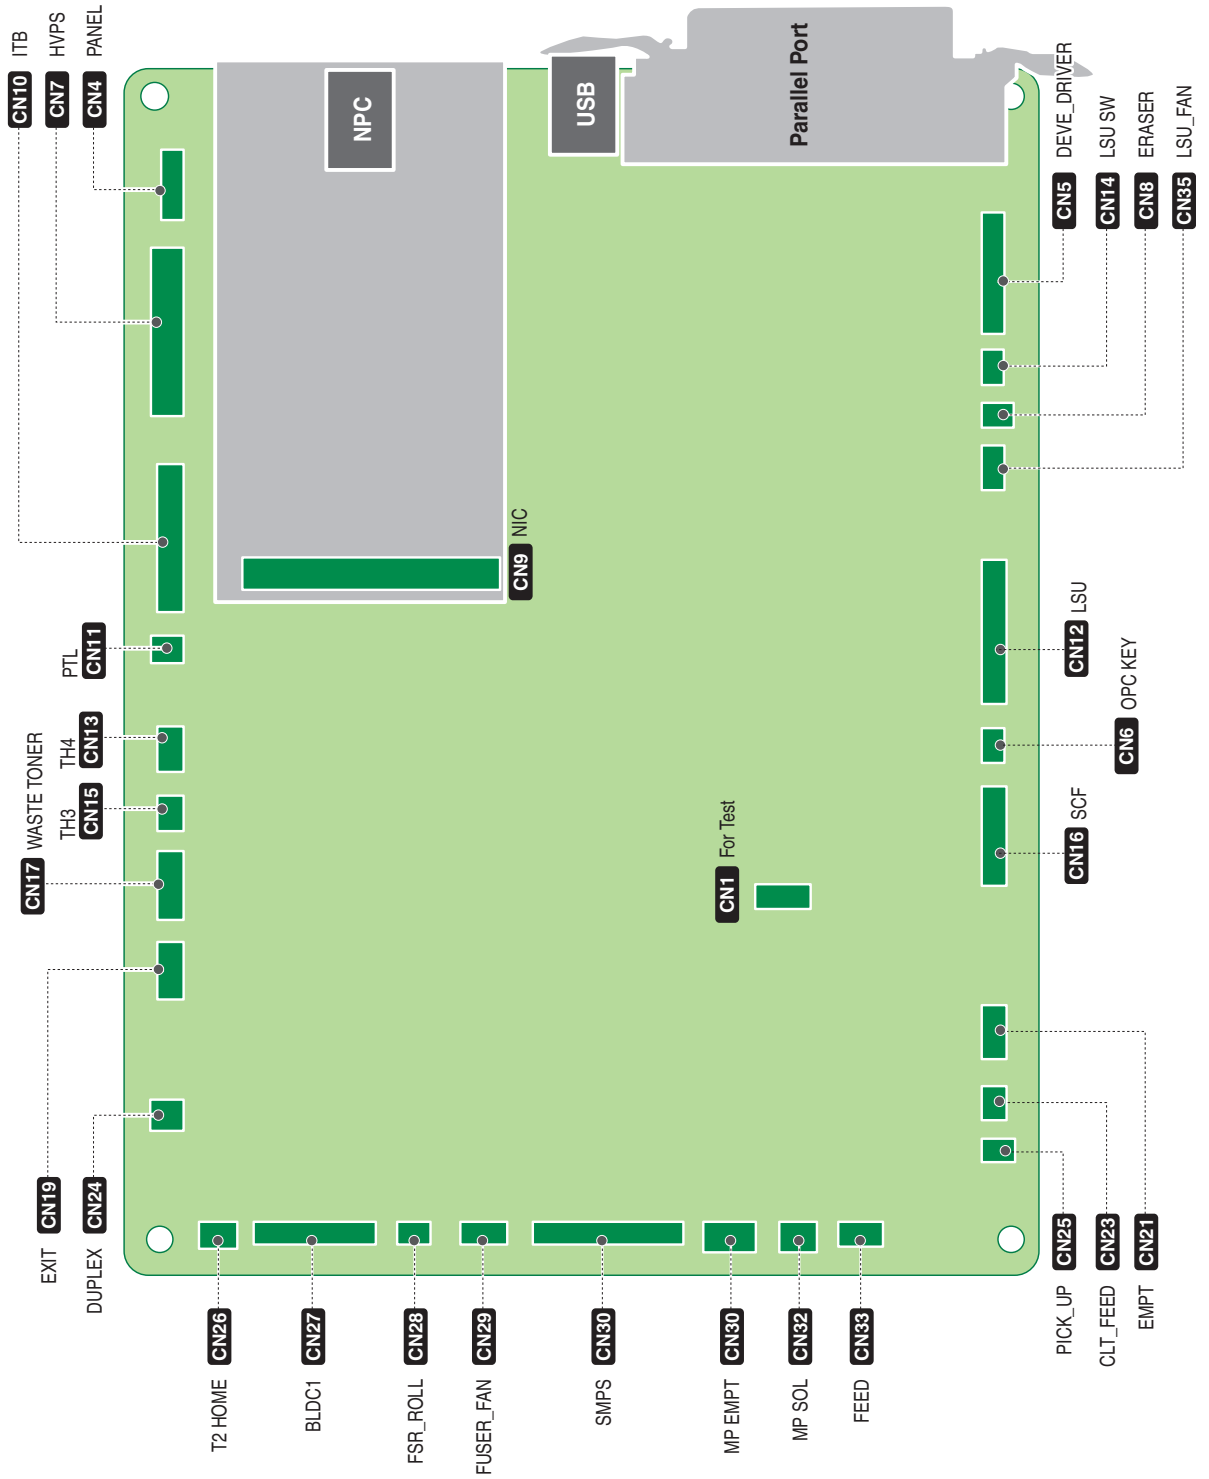 CN10 ITB
CN7 HVPS
CN4 PANEL
NPC
USB
Parallel Port
CN5 DEVE_DRIVER
CN14 LSU SW
CN8 ERASER
CN35 LSU_FAN
CN9 NIC
CN11 PTL
CN13 TH4
CN15 TH3
CN17 WASTE TONER
CN12 LSU
CN6 OPC KEY
CN16 SCF
CN1 For Test
EXIT CN19
DUPLEX CN24
T2 HOME CN26
BLDC1 CN27
FSR_ROLL CN28
FUSER_FAN CN29
SMPS CN30
MP EMPT CN30
MP SOL CN32
FEED CN33
PICK_UP CN25
CLT_FEED CN23
EMPT CN21